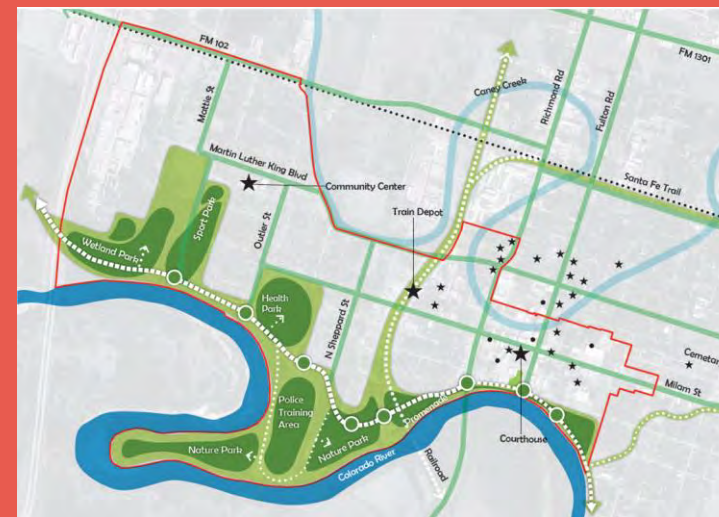 FM 102
FM 1301
Caney Creek
Richmond Rd
Fulton Rd
Mattie St
Martin Luther King Blvd
Santa Fe Trail
Community Center
Train Depot
Sport Park
Outler St
Wetland Park
Health
Park
N Sheppard St
Cemetar
Milam St
Police
Training
Area
Promenade
Nature Park
Nature Park
Courthouse
Colorado River
Railroad